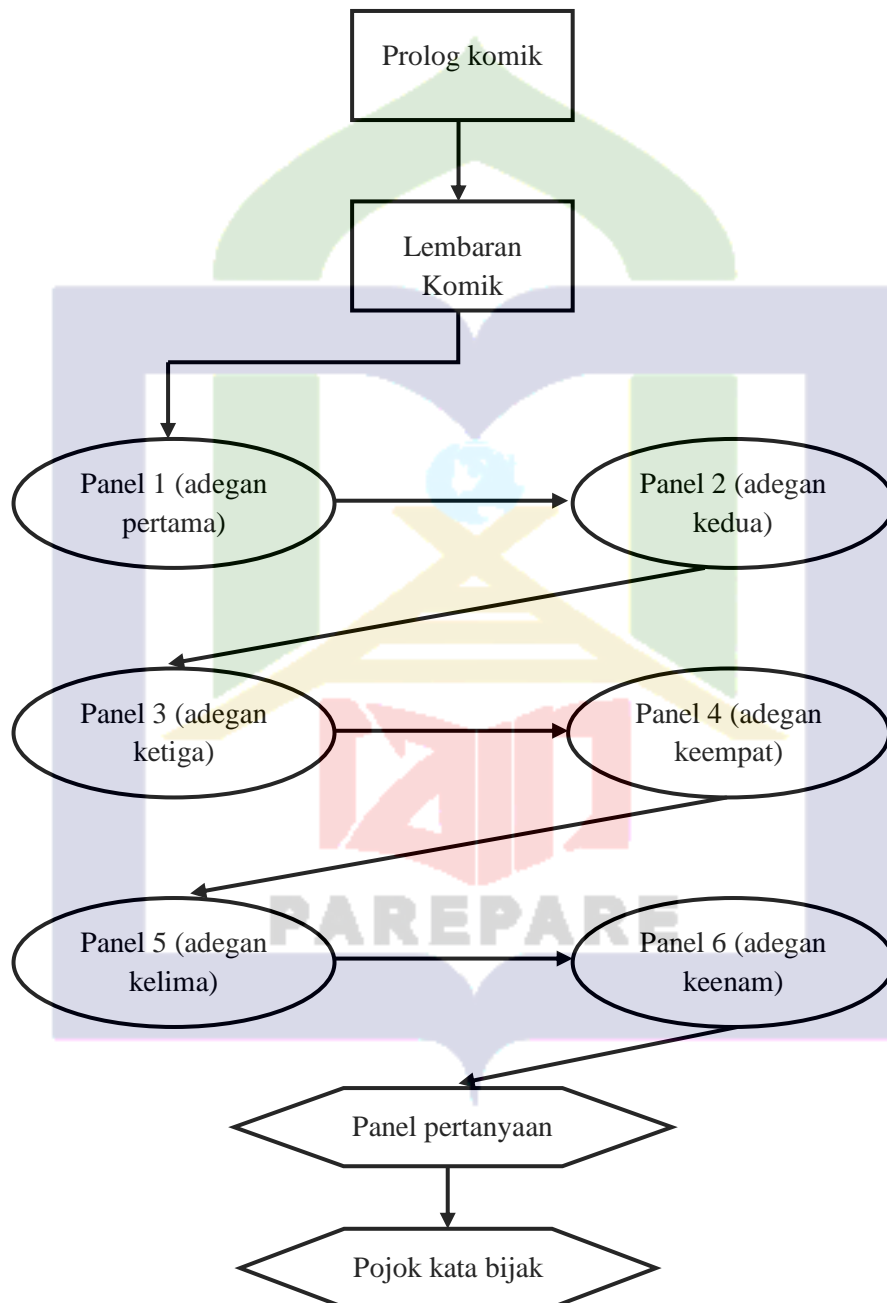 Prolog komik
Lembaran
Komik
Panel 1 (adegan
pertama)
Panel 2 (adegan
kedua)
Panel 3 (adegan
ketiga)
Panel 4 (adegan
keempat)
PAREPARE
Panel 5 (adegan
kelima)
Panel 6 (adegan
keenam)
Panel pertanyaan
Pojok kata bijak